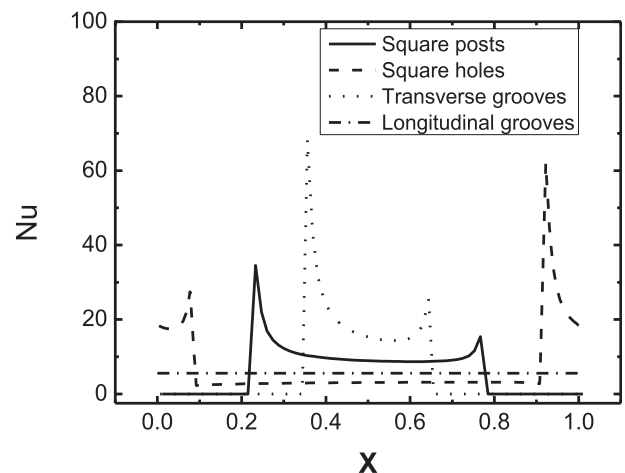 100
80
60
40
20
0
Nu
Square posts
Square holes
Transverse grooves
Longitudinal grooves
0.0 0.2 0.4 0.6 0.8 1.0
X